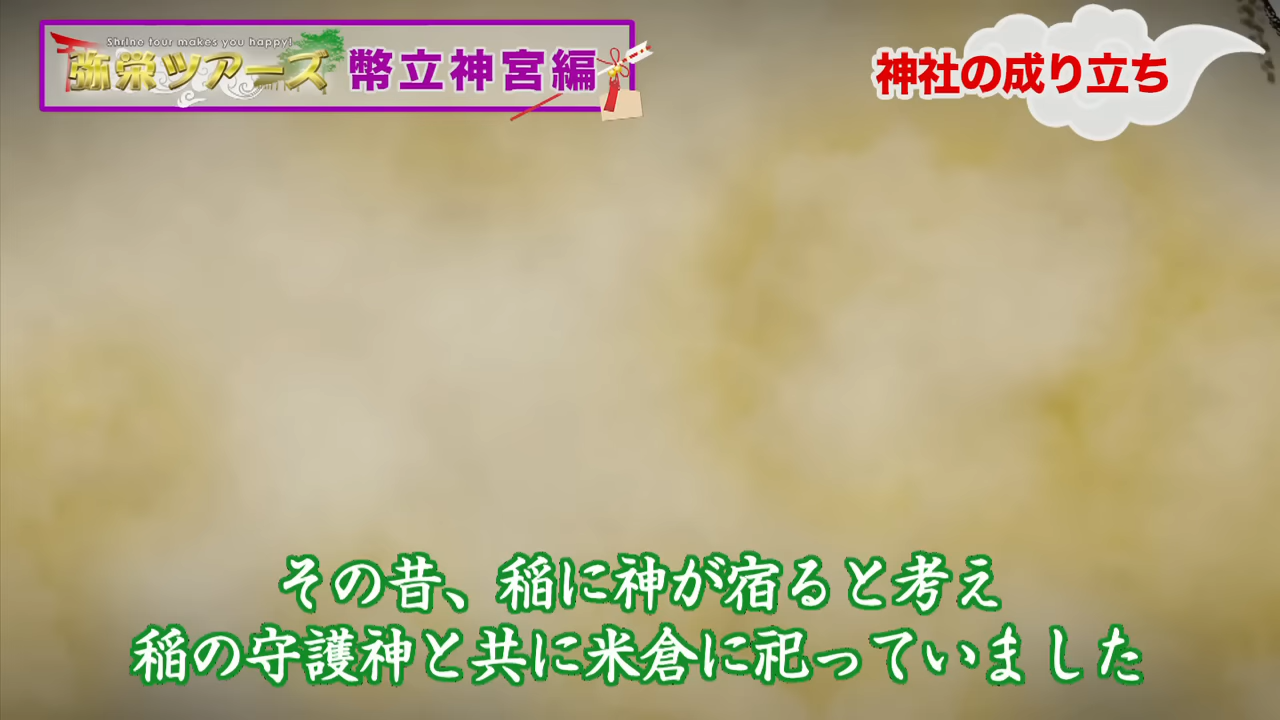 Shrine tour makes you happy!
弥栄ツアーズ 幣立神宮編
神社の成り立ち
その昔、稲に神が宿ると考え
稲の守護神と共に米倉に祀っていました